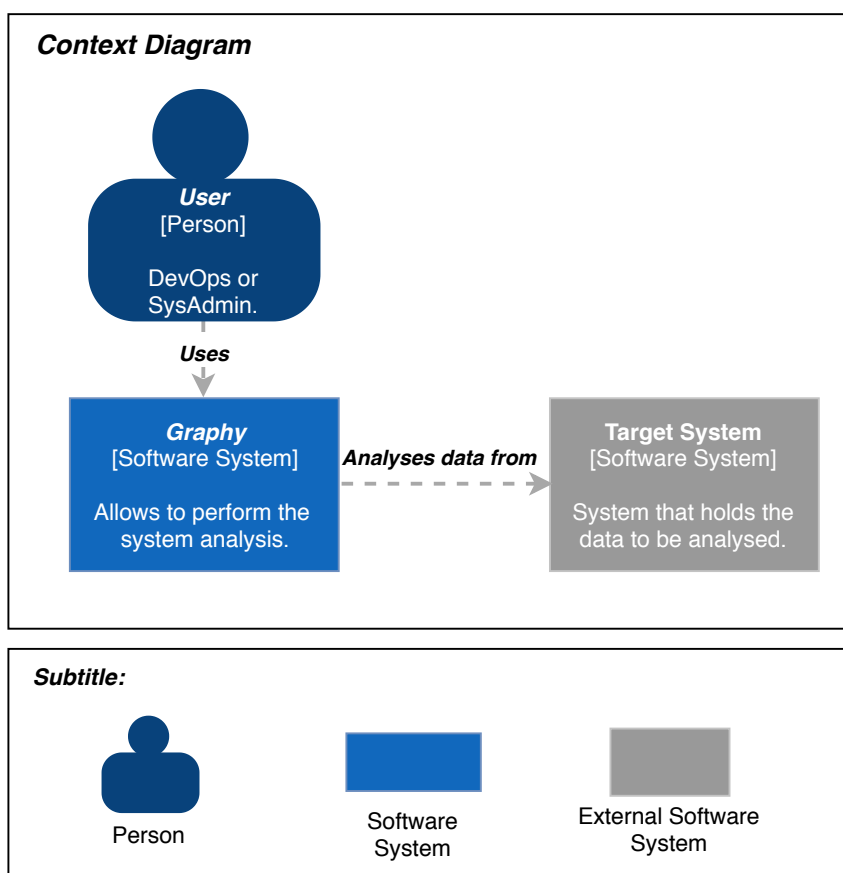 Context Diagram
User
[Person]
DevOps or
SysAdmin.
Uses
Graphy
[Software System]
Allows to perform the
system analysis.
Analyses data from
Target System
[Software System]
System that holds the
data to be analysed.
Subtitle:
Person
Software
System
External Software
System